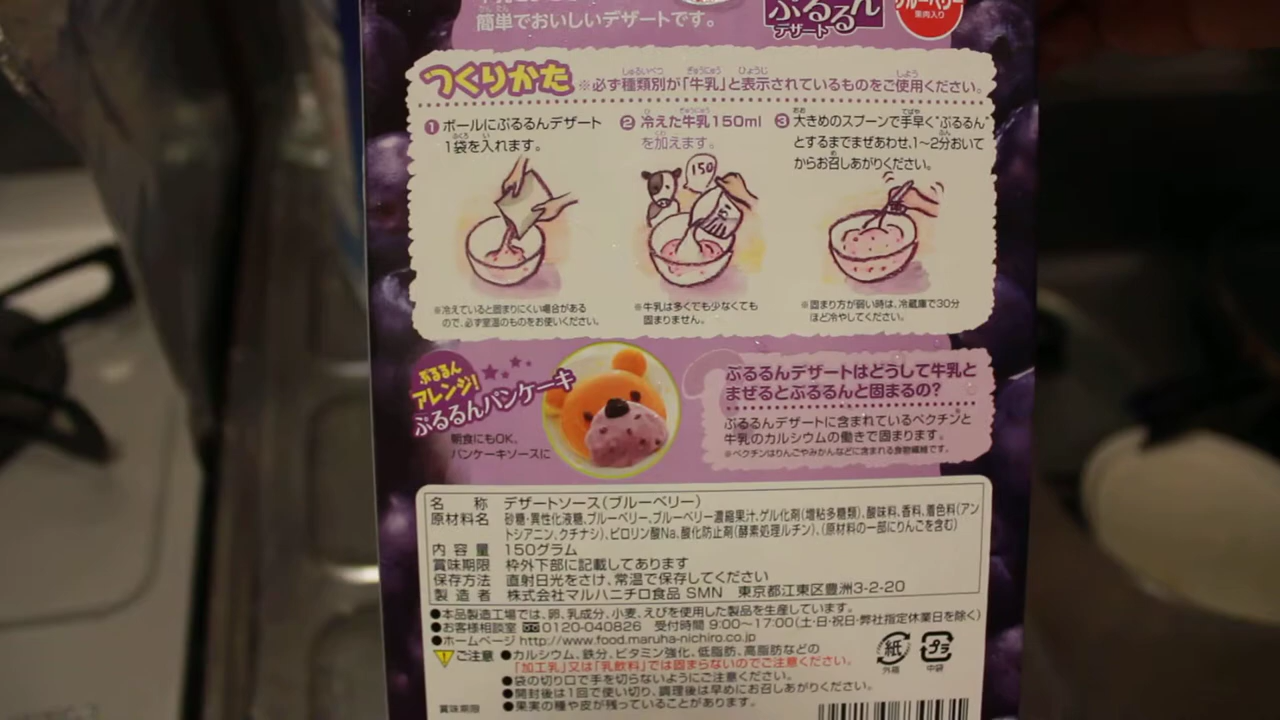 簡単でおいしいデザートです。
ぷるるん
デザート
ブルーベリー
果肉入り
つくりかた ※必ず種類別が「牛乳」と表示されているものをご使用ください。
❶ボールにぷるるんデザート
1袋を入れます。
❷冷えた牛乳150ml
を加えます。
❸大きめのスプーンで手早く"ぷるるん"
とするまでまぜあわせ、1~2分おいて
からお召しあがりください。
150
※冷えていると固まりにくい場合がある
ので、必ず室温のものをお使いください。
※牛乳は多くても少なくても
固まりません。
※固まり方が弱い時は、冷蔵庫で30分
ほど冷やしてください。
ぷるるん
アレンジ!
ぷるるんパンケーキ
朝食にもOK。
パンケーキソースに
ぷるるんデザートはどうして牛乳と
まぜるとぷるるんと固まるの?
ぷるるんデザートに含まれているペクチンと
牛乳のカルシウムの働きで固まります。
※ペクチンはりんごやみかんなどに含まれる食物繊維です。
名称 デザートソース(ブルーベリー)
原材料名 砂糖・異性化液糖、ブルーベリー、ブルーベリー濃縮果汁、ゲル化剤(増粘多糖類)、酸味料、香料、着色料(アン
トシアニン、クチナシ)、ピロリン酸Na、酸化防止剤(酵素処理ルチン)、(原材料の一部にりんごを含む)
内容量 150グラム
賞味期限 枠外下部に記載してあります
保存方法 直射日光をさけ、常温で保存してください
製造者 株式会社マルハニチロ食品 SMN 東京都江東区豊洲3-2-20
●本品製造工場では、卵、乳成分、小麦、えびを使用した製品を生産しています。
●お客様相談室 0120-040826 受付時間 9:00~17:00(土・日・祝日・弊社指定休業日を除く)
●ホームページ http://www.food.maruha-nichiro.co.jp
ご注意 ●カルシウム、鉄分、ビタミン強化、低脂肪、高脂肪などの
「加工乳」又は「乳飲料」では固まらないのでご注意ください。
●袋の切り口で手を切らないようにご注意ください。
●開封後は1回で使い切り、調理後は早めにお召しあがりください。
●果実の種や皮が残っていることがあります。
紙
外箱
プラ
中袋
賞味期限